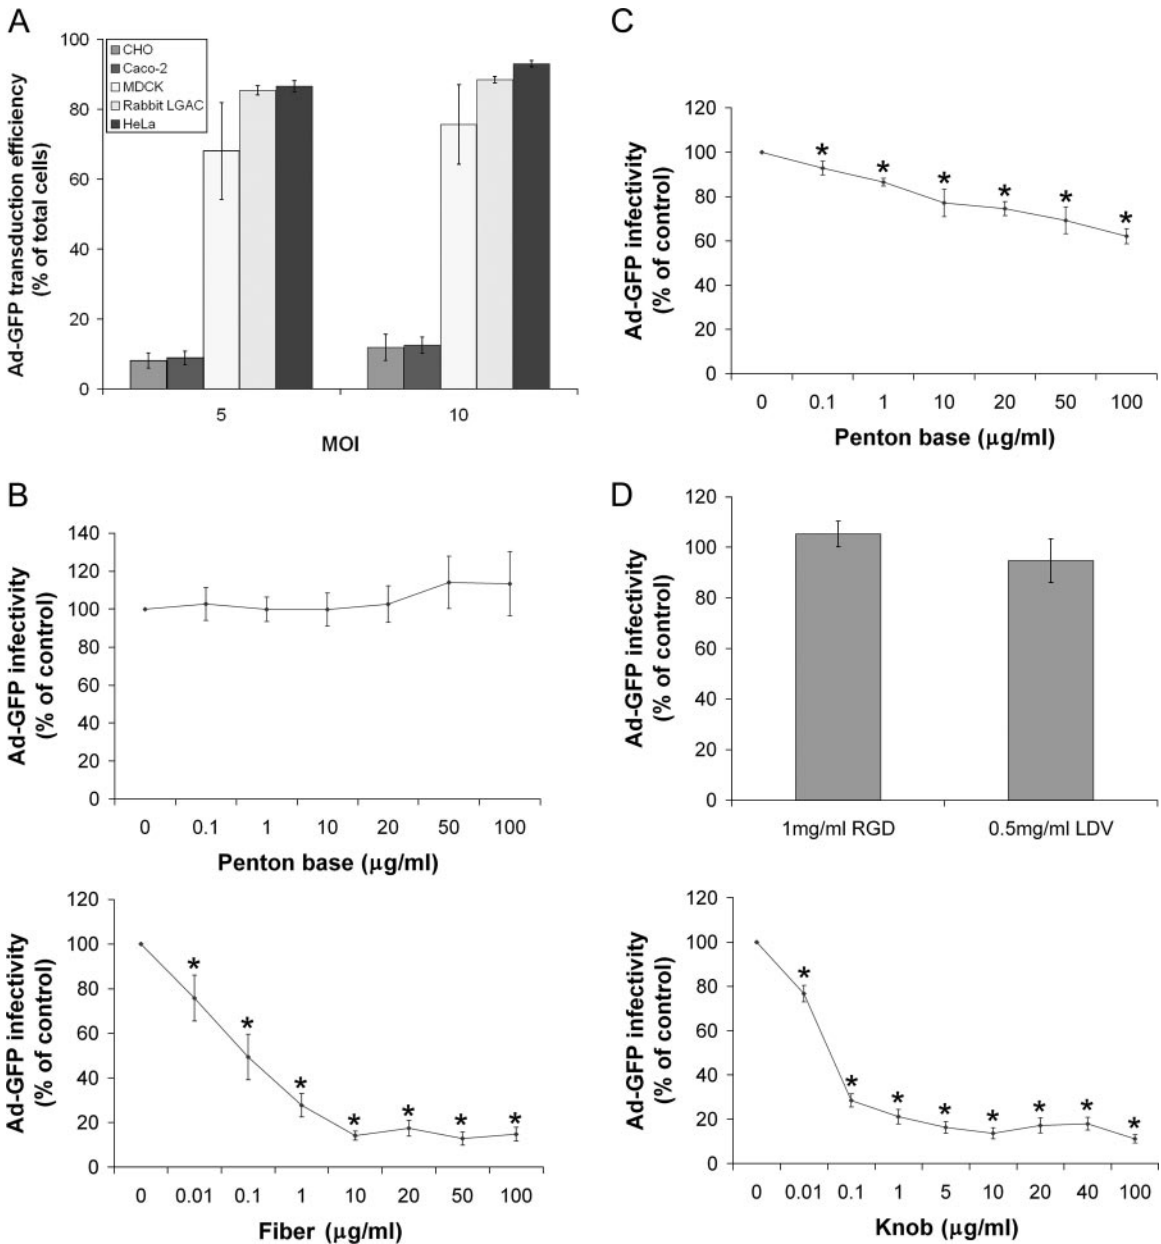 A
Ad-GFP transduction efficiency
(% of total cells)
100
80
60
40
20
0
CHO
Caco-2
MDCK
Rabbit LGAC
HeLa
5 10
MOI
C
Ad-GFP infectivity
(% of control)
120
100
80
60
40
20
0
* * * * * *
0 0.1 1 10 20 50 100
Penton base (μg/ml)
B
Ad-GFP infectivity
(% of control)
140
120
100
80
60
40
20
0
0 0.1 1 10 20 50 100
Penton base (μg/ml)
D
Ad-GFP infectivity
(% of control)
120
100
80
60
40
20
0
1mg/ml RGD 0.5mg/ml LDV
Ad-GFP infectivity
(% of control)
120
100
80
60
40
20
0
* * * * * * *
0 0.01 0.1 1 10 20 50 100
Fiber (μg/ml)
Ad-GFP infectivity
(% of control)
120
100
80
60
40
20
0
* * * * * * * *
0 0.01 0.1 1 5 10 20 40 100
Knob (μg/ml)